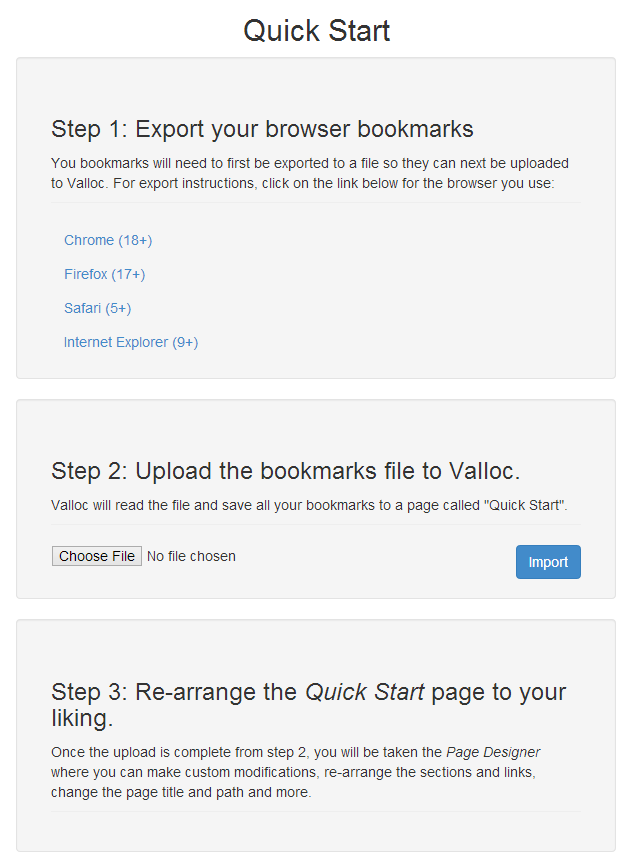 Quick Start
Step 1: Export your browser bookmarks
You bookmarks will need to first be exported to a file so they can next be uploaded
to Valloc. For export instructions, click on the link below for the browser you use:
Chrome (18+)
Firefox (17+)
Safari (5+)
Internet Explorer (9+)
Step 2: Upload the bookmarks file to Valloc.
Valloc will read the file and save all your bookmarks to a page called "Quick Start".
Choose File No file chosen
Import
Step 3: Re-arrange the Quick Start page to your
liking.
Once the upload is complete from step 2, you will be taken the Page Designer
where you can make custom modifications, re-arrange the sections and links,
change the page title and path and more.